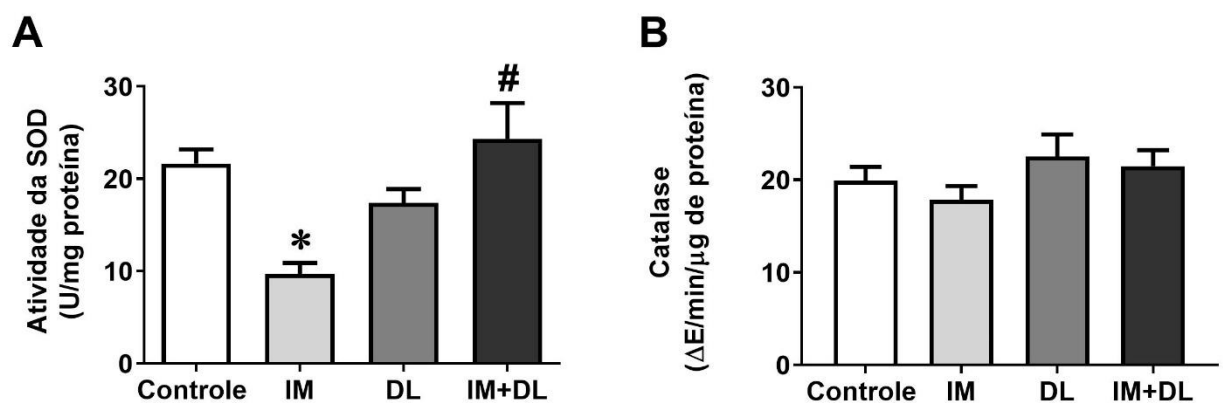 A
Atividade da SOD
(U/mg proteína)
30
20
10
0
*
#
Controle IM DL IM+DL
B
Catalase
(ΔE/min/μg de proteína)
30
20
10
0
Controle IM DL IM+DL